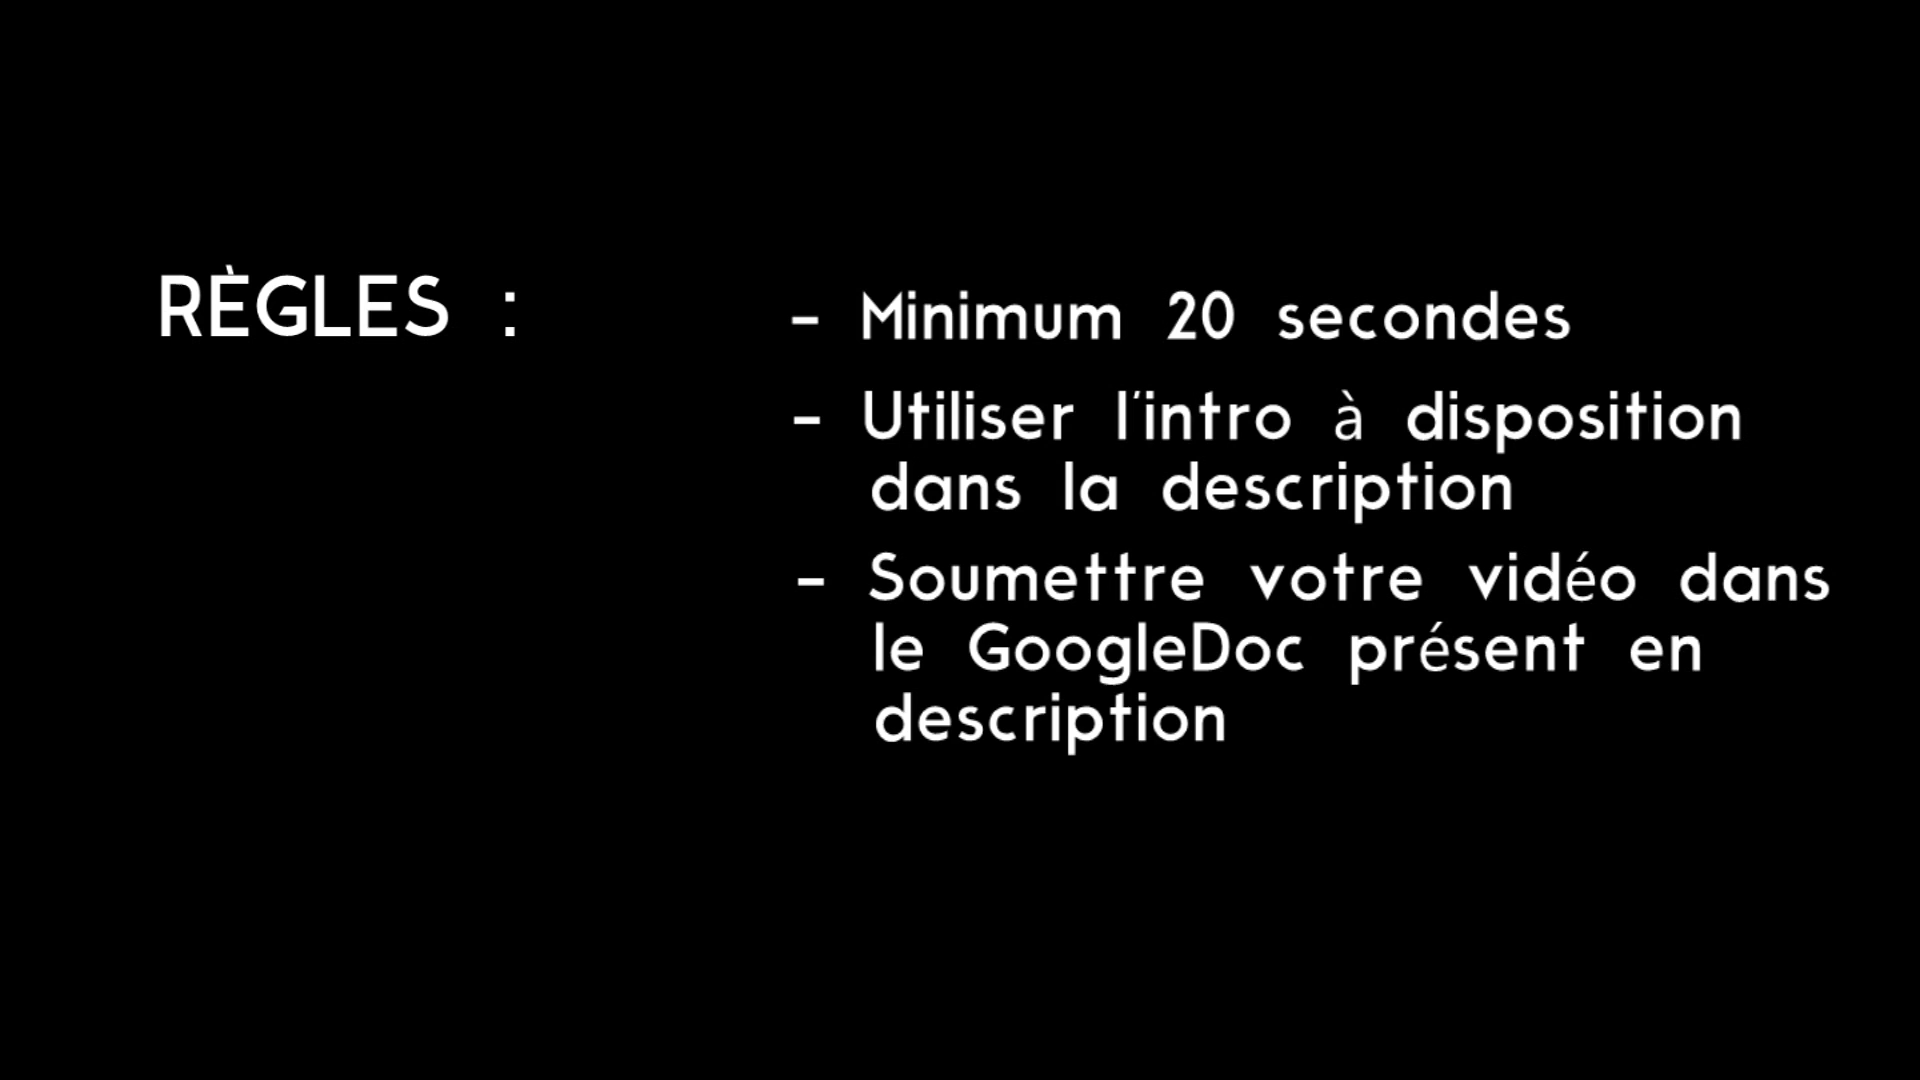 RÈGLES :
- Minimum 20 secondes
- Utiliser l'intro à disposition
dans la description
- Soumettre votre vidéo dans
le GoogleDoc présent en
description